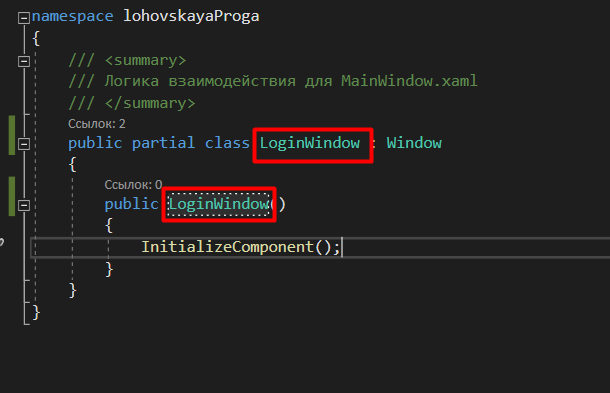 namespace lohovskayaProga
{
/// <summary>
/// Логика взаимодействия для MainWindow.xaml
/// </summary>
Ссылок: 2
public partial class LoginWindow : Window
{
Ссылок: 0
public LoginWindow()
{
InitializeComponent();
}
}
}